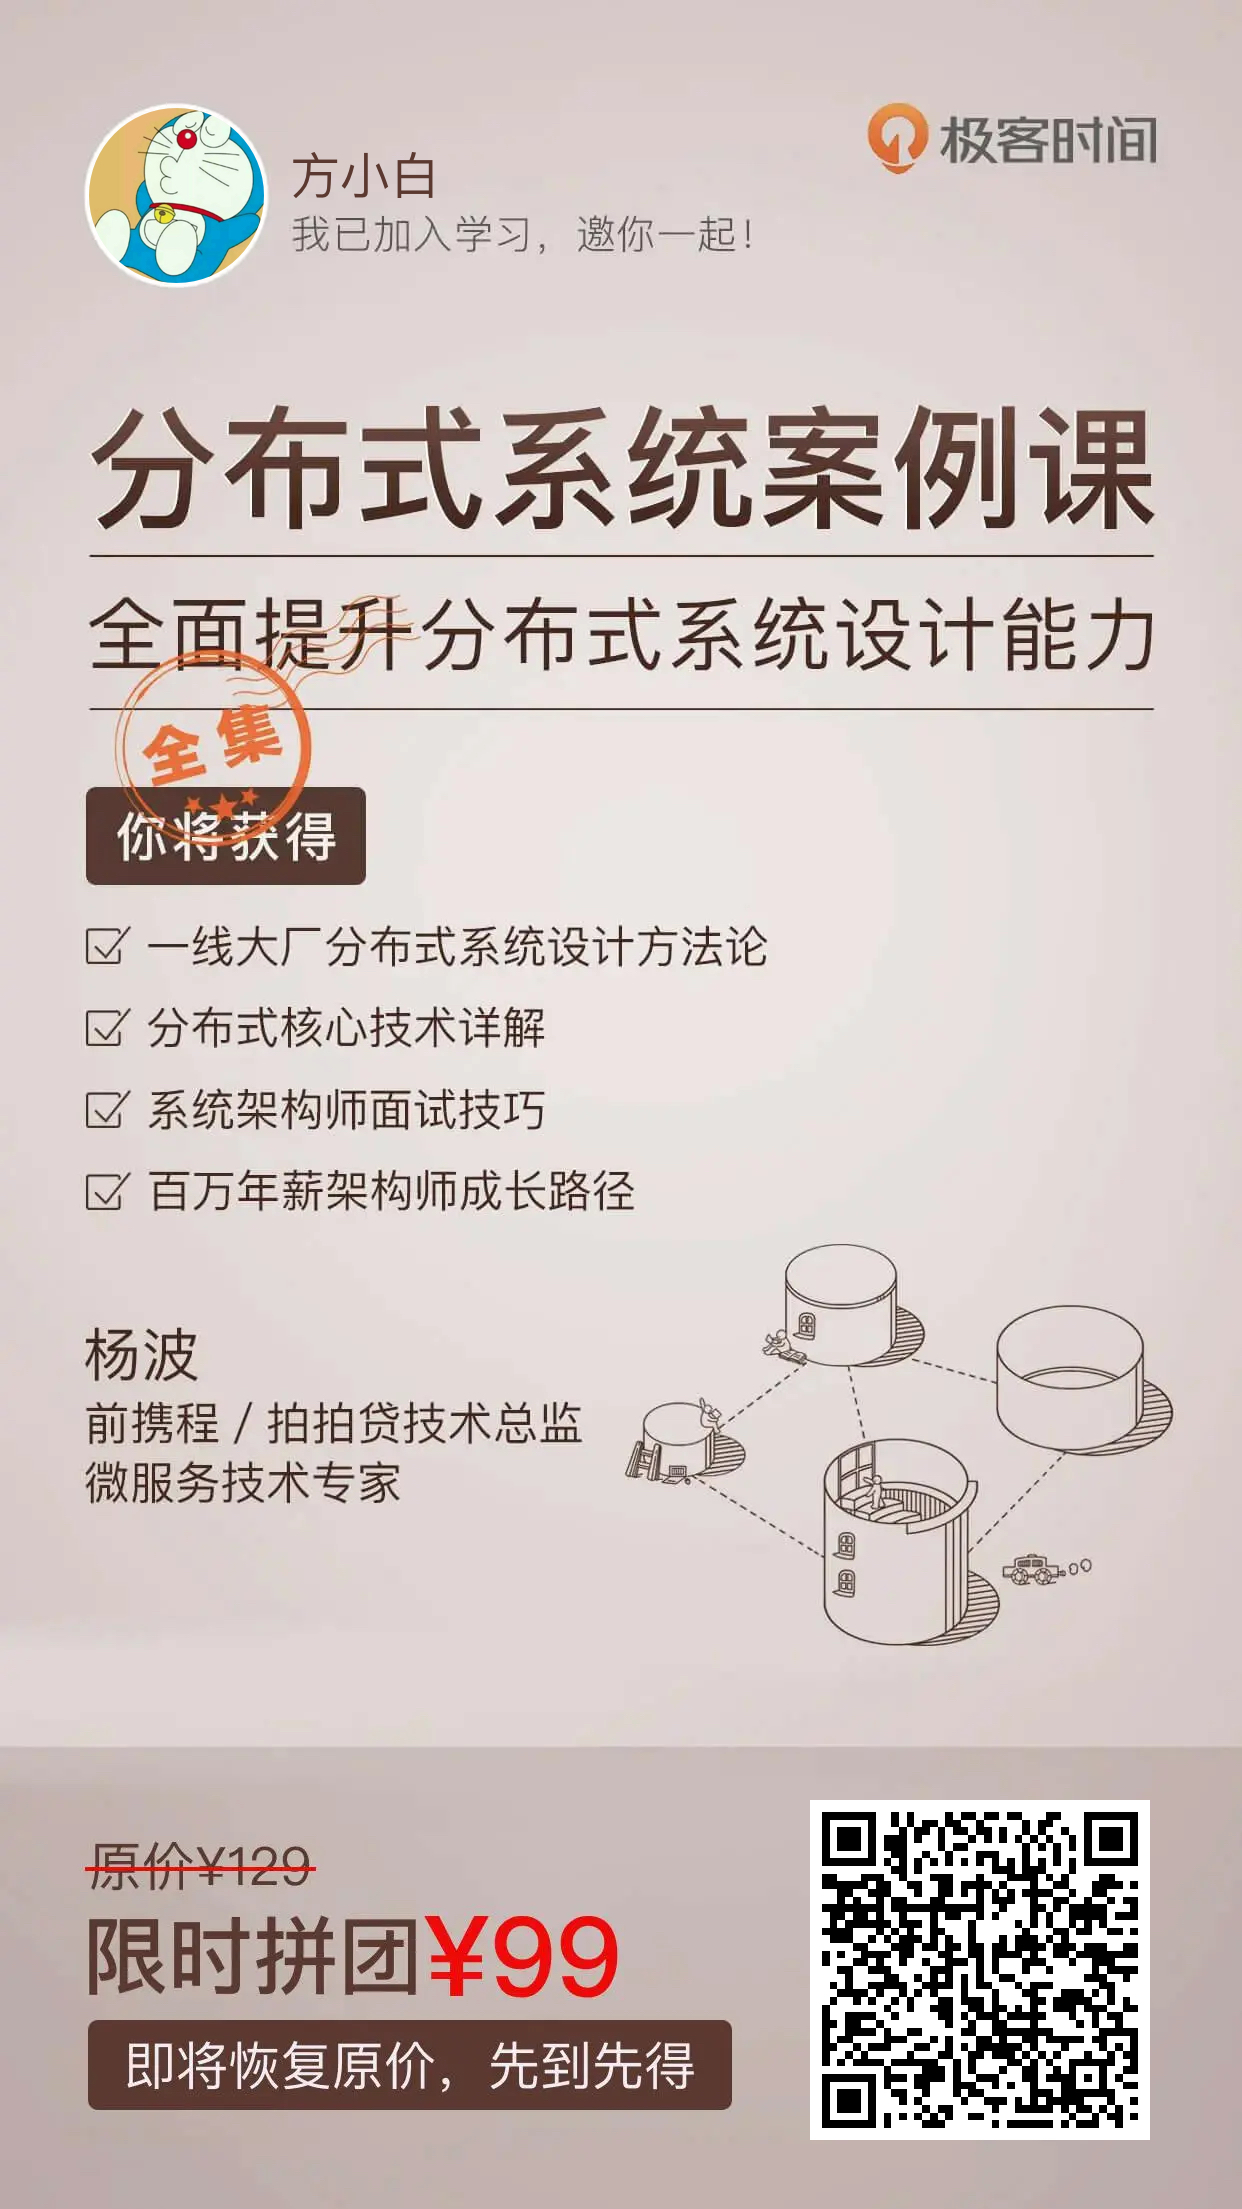 方小白
我已加入学习，邀你一起！
极客时间
分布式系统案例课
全面提升分布式系统设计能力
全集
你将获得
一线大厂分布式系统设计方法论
分布式核心技术详解
系统架构师面试技巧
百万年薪架构师成长路径
杨波
前携程 / 拍拍贷技术总监
微服务技术专家
原价¥129
限时拼团¥99
即将恢复原价，先到先得